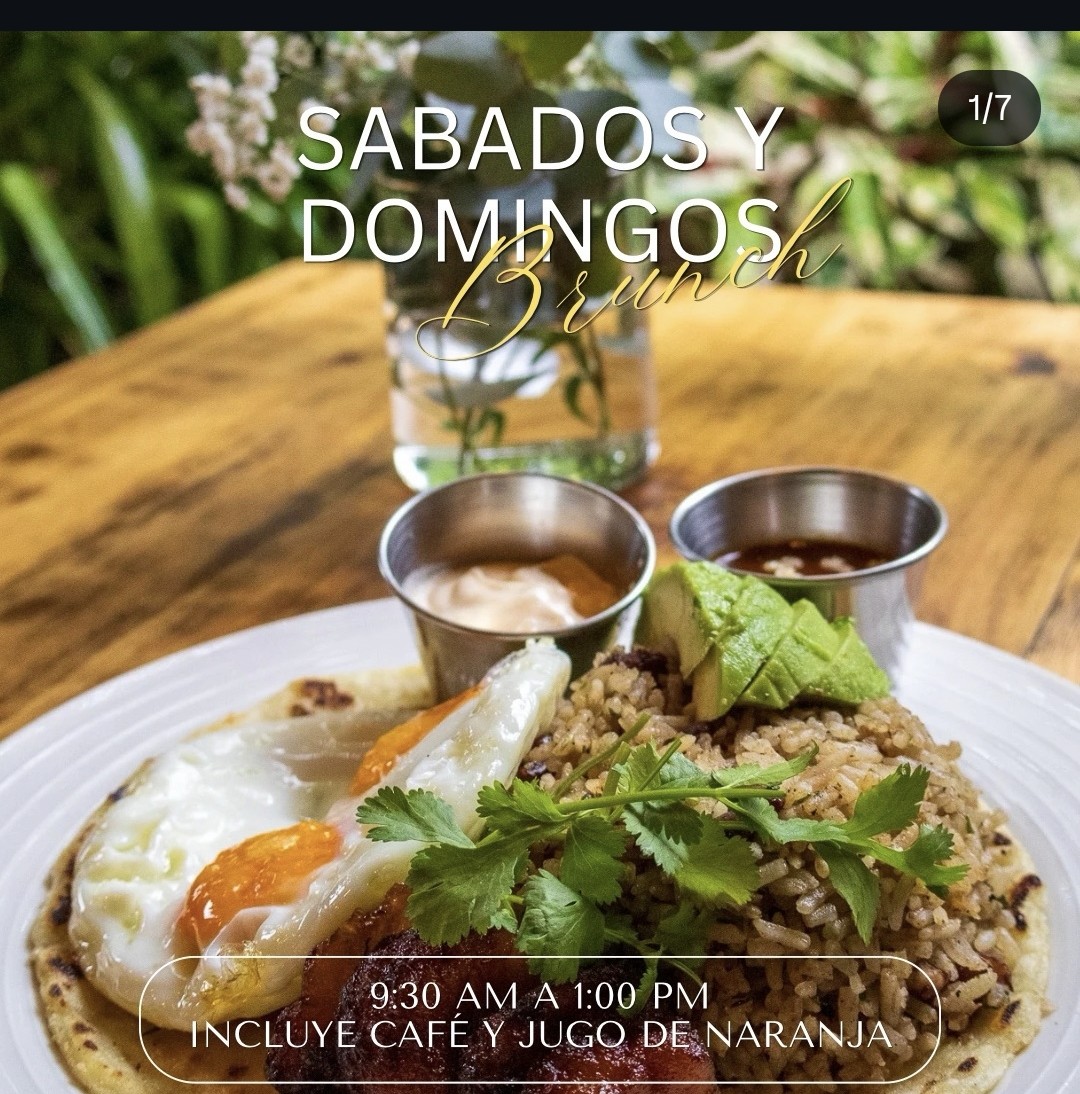 1/7
SABADOS Y
DOMINGOS
Brunch
9:30 AM A 1:00 PM
INCLUYE CAFÉ Y JUGO DE NARANJA